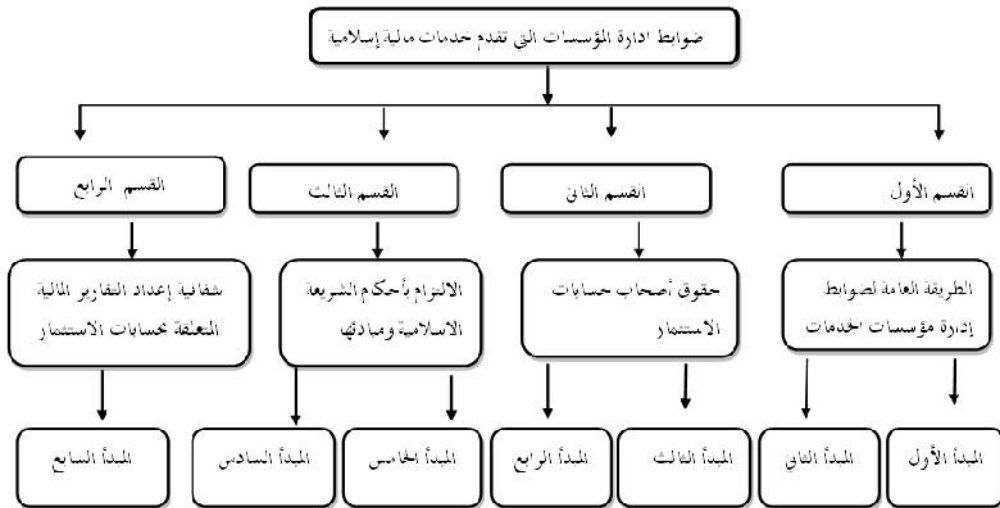 ضوابط ادارة المؤسسات التي تقدم خدمات مالية إسلامية
القسم الأول
القسم الثاني
القسم الثالث
القسم الرابع
الطريقة العامة لضوابط
إدارة مؤسسات الخدمات
حقوق أصحاب حسابات
الاستثمار
الالتزام بأحكام الشريعة
الاسلامية ومبادئها
شفافية إعداد التقارير المالية
المتعلقة بحسابات الاستثمار
المبدأ الأول
المبدأ الثاني
المبدأ الثالث
المبدأ الرابع
المبدأ الخامس
المبدأ السادس
المبدأ السابع